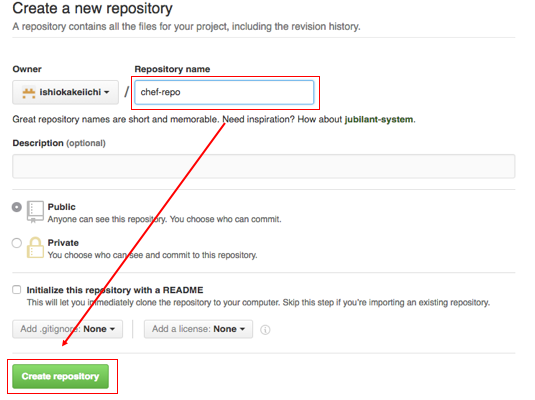 Create a new repository
A repository contains all the files for your project, including the revision history.
Owner Repository name
ishiokakeiichi / chef-repo
Great repository names are short and memorable. Need inspiration? How about jubilant-system.
Description (optional)
Public
Anyone can see this repository. You choose who can commit.
Private
You choose who can see and commit to this repository.
Initialize this repository with a README
This will let you immediately clone the repository to your computer. Skip this step if you're importing an existing repository.
Add .gitignore: None Add a license: None
Create repository